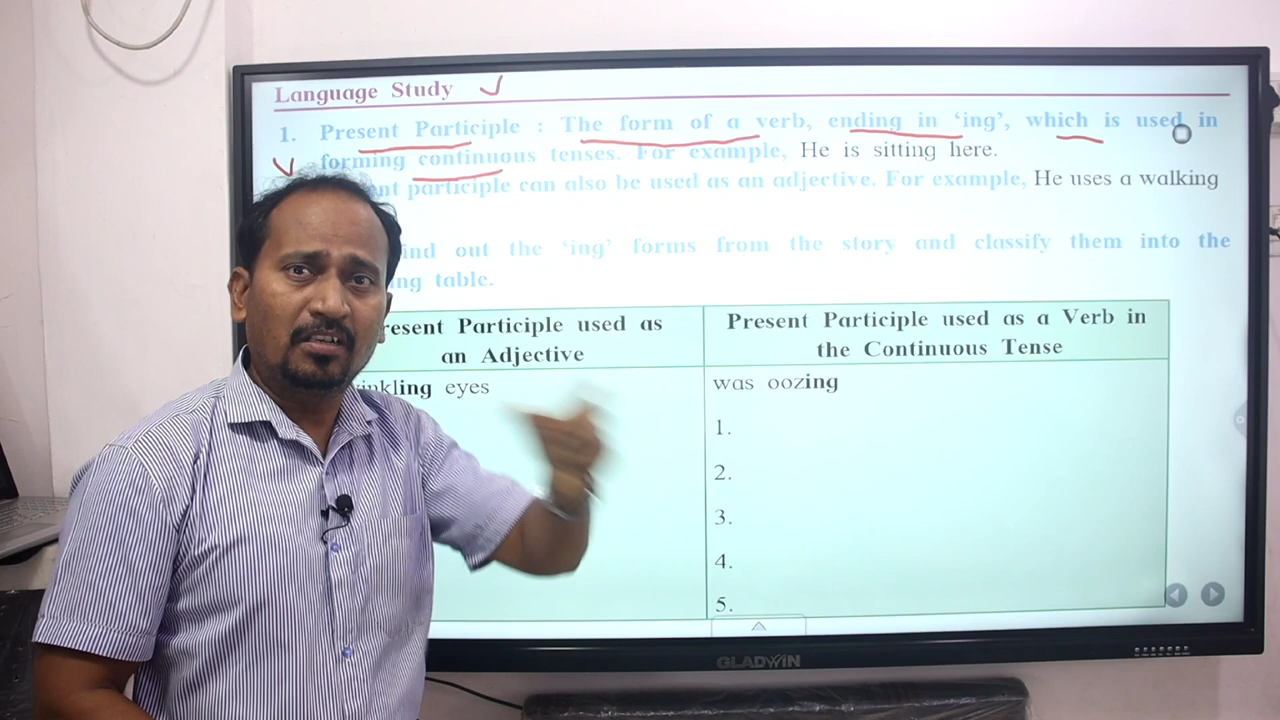 Language Study
1. Present Participle : The form of a verb, ending in ‘ing’, which is used in
forming continuous tenses. For example, He is sitting here.
participle can also be used as an adjective. For example, He uses a walking
out the ‘ing’ forms from the story and classify them into the
table.
Participle used as
an Adjective
Present Participle used as a Verb in
the Continuous Tense
eyes
was oozing
1.
2.
3.
4.
5.
GLADWIN